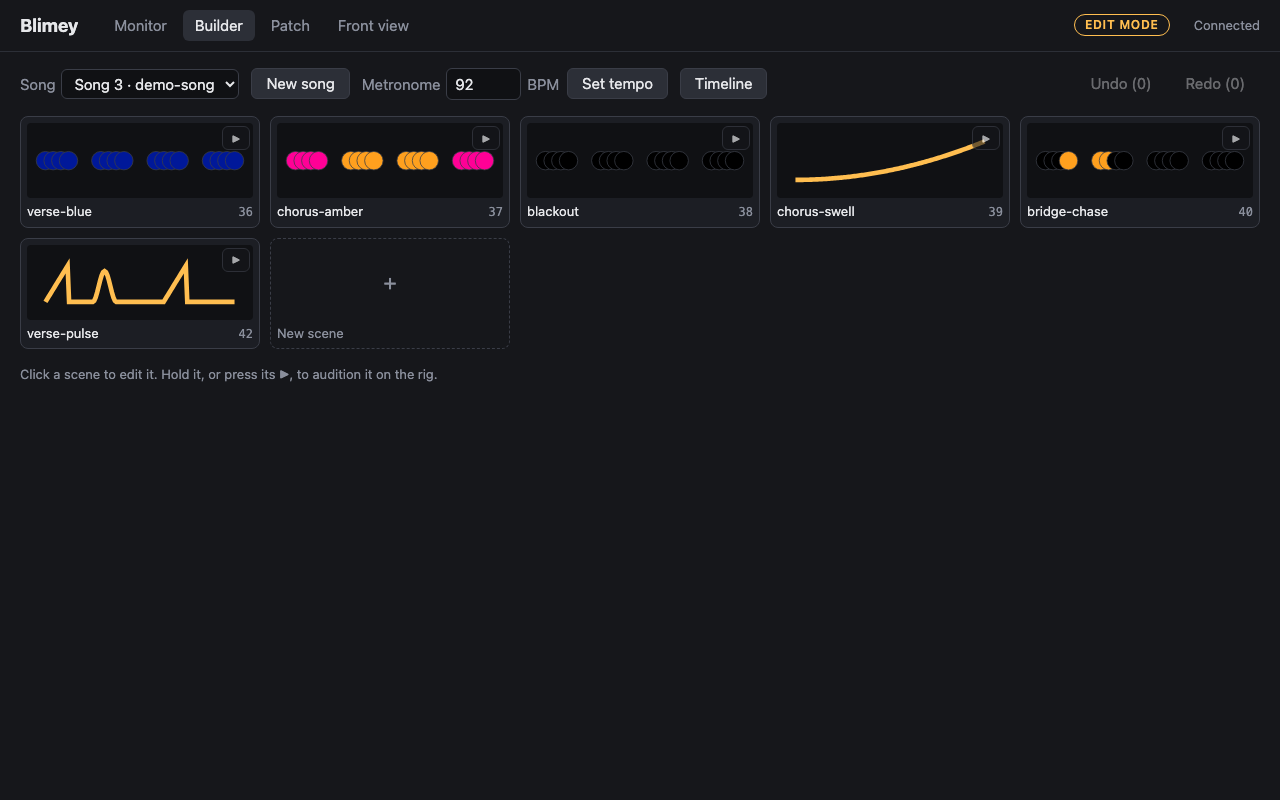 Blimey Monitor Builder Patch Front view EDIT MODE Connected
Song Song 3 · demo-song New song Metronome 92 BPM Set tempo Timeline Undo (0) Redo (0)
verse-blue 36 chorus-amber 37 blackout 38 chorus-swell 39 bridge-chase 40
+
verse-pulse 42 New scene
Click a scene to edit it. Hold it, or press its ▶, to audition it on the rig.